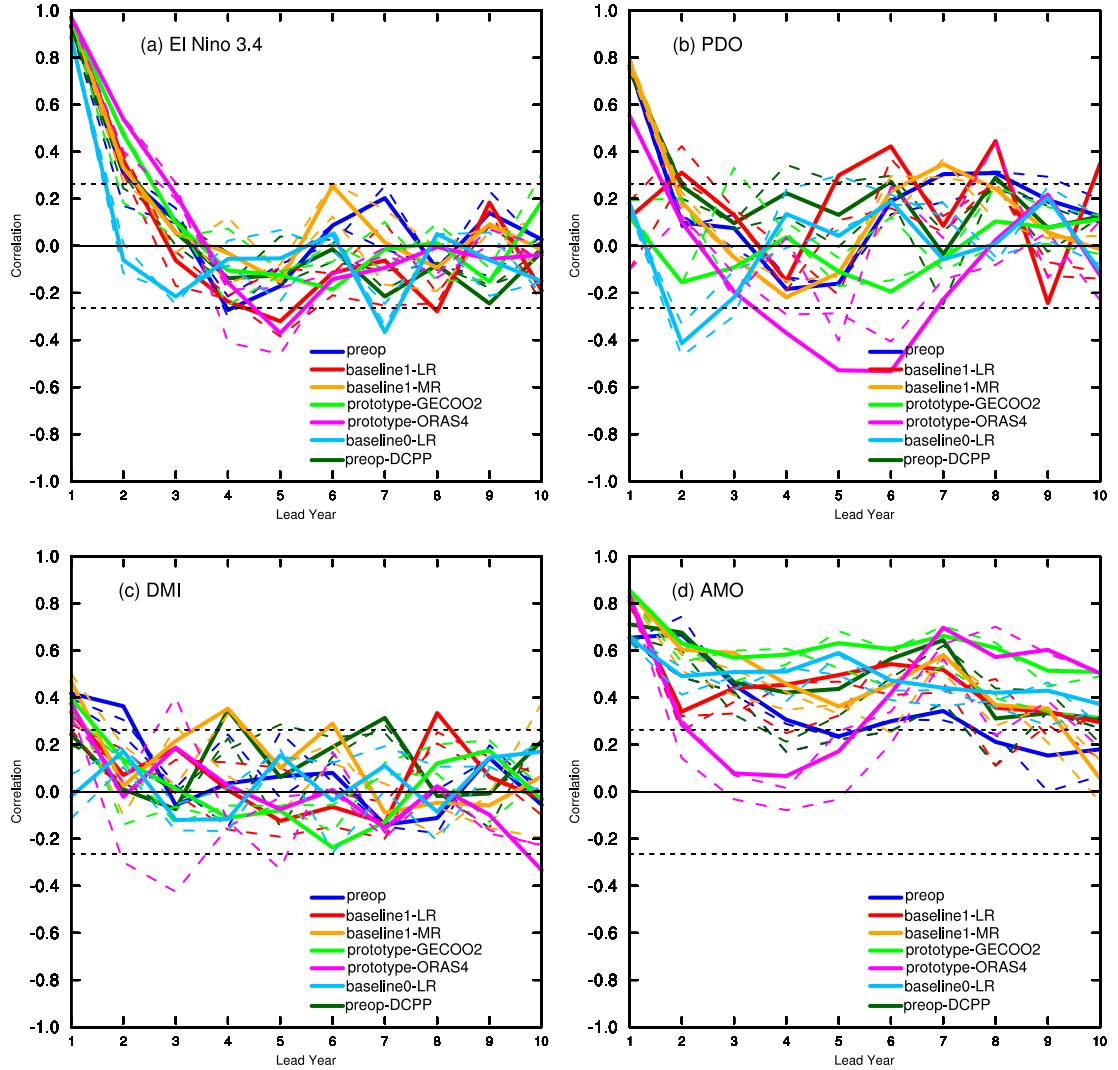 (a) El Nino 3.4
1.0
0.8
0.6
0.4
0.2
0.0
-0.2
-0.4
-0.6
-0.8
-1.0
Correlation
preop
baseline1-LR
baseline1-MR
prototype-GECOO2
prototype-ORAS4
baseline0-LR
preop-DCPP
1 2 3 4 5 6 7 8 9 10
Lead Year
(b) PDO
1.0
0.8
0.6
0.4
0.2
0.0
-0.2
-0.4
-0.6
-0.8
-1.0
Correlation
preop
baseline1-LR
baseline1-MR
prototype-GECOO2
prototype-ORAS4
baseline0-LR
preop-DCPP
1 2 3 4 5 6 7 8 9 10
Lead Year
(c) DMI
1.0
0.8
0.6
0.4
0.2
0.0
-0.2
-0.4
-0.6
-0.8
-1.0
Correlation
preop
baseline1-LR
baseline1-MR
prototype-GECOO2
prototype-ORAS4
baseline0-LR
preop-DCPP
1 2 3 4 5 6 7 8 9 10
Lead Year
(d) AMO
1.0
0.8
0.6
0.4
0.2
0.0
-0.2
-0.4
-0.6
-0.8
-1.0
Correlation
preop
baseline1-LR
baseline1-MR
prototype-GECOO2
prototype-ORAS4
baseline0-LR
preop-DCPP
1 2 3 4 5 6 7 8 9 10
Lead Year